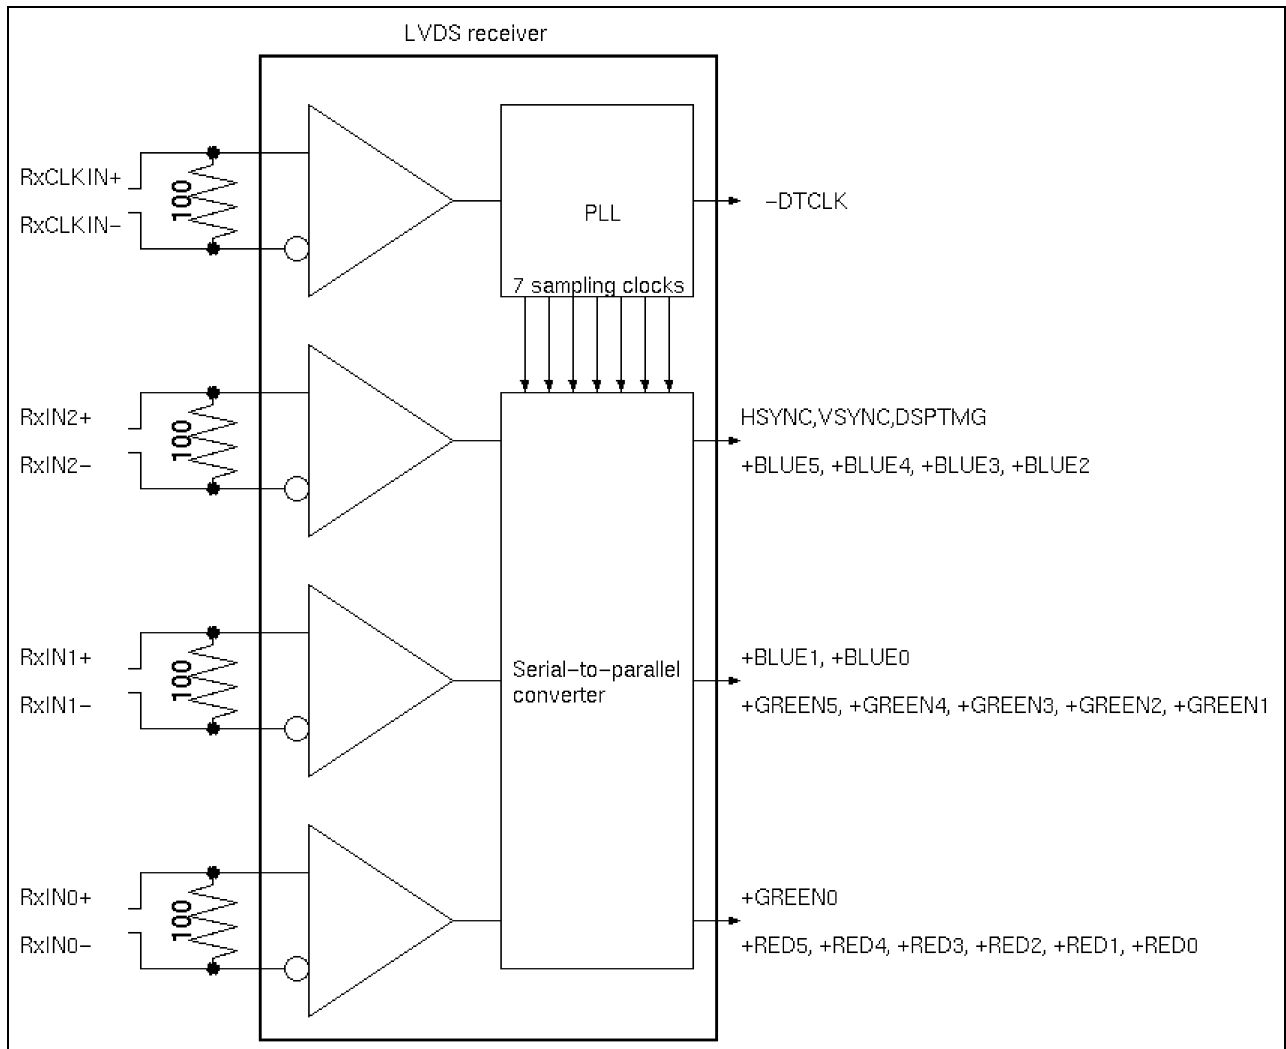 LVDS receiver
RxCLKIN+
RxCLKIN−
100
PLL
−DTCLK
7 sampling clocks
RxIN2+
RxIN2−
100
HSYNC,VSYNC,DSPTMG
+BLUE5, +BLUE4, +BLUE3, +BLUE2
RxIN1+
RxIN1−
100
Serial−to−parallel
converter
+BLUE1, +BLUE0
+GREEN5, +GREEN4, +GREEN3, +GREEN2, +GREEN1
RxIN0+
RxIN0−
100
+GREEN0
+RED5, +RED4, +RED3, +RED2, +RED1, +RED0